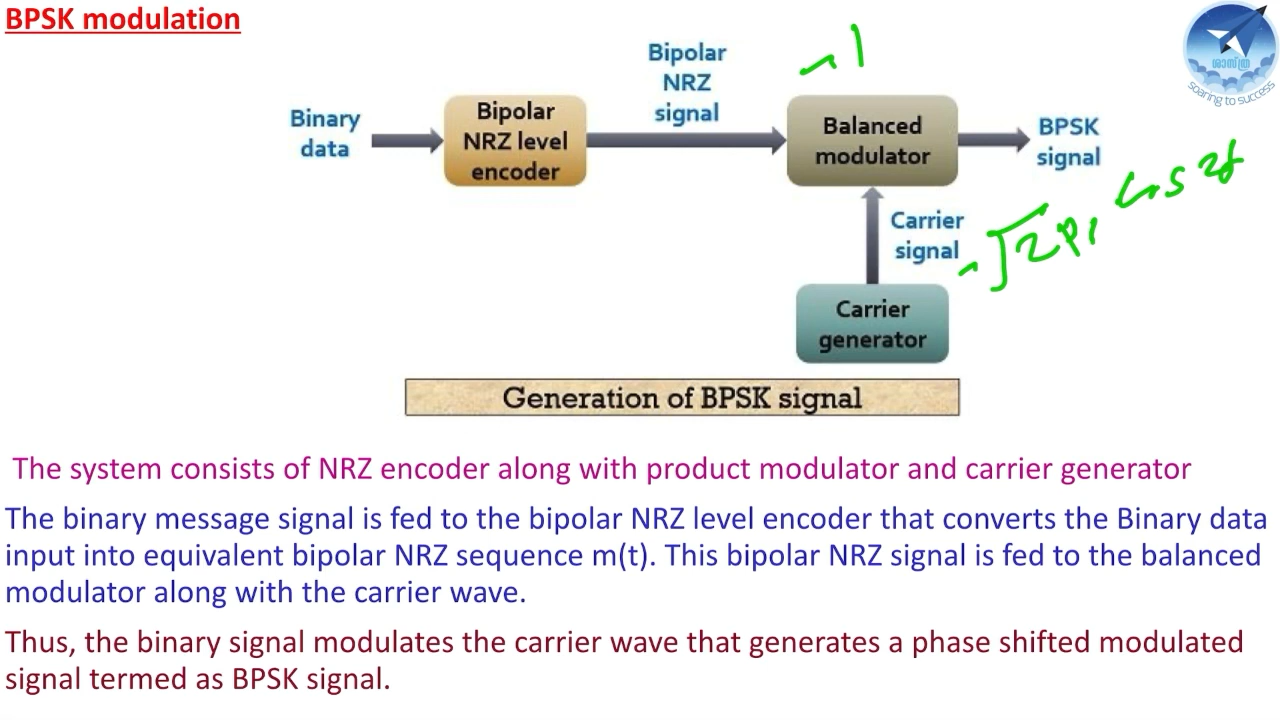 BPSK modulation
Bipolar
NRZ
signal
Binary
data
Bipolar
NRZ level
encoder
Balanced
modulator
BPSK
signal
Carrier
signal
Carrier
generator
Generation of BPSK signal
ശാസ്ത്ര
Soaring to success
The system consists of NRZ encoder along with product modulator and carrier generator
The binary message signal is fed to the bipolar NRZ level encoder that converts the Binary data
input into equivalent bipolar NRZ sequence m(t). This bipolar NRZ signal is fed to the balanced
modulator along with the carrier wave.
Thus, the binary signal modulates the carrier wave that generates a phase shifted modulated
signal termed as BPSK signal.